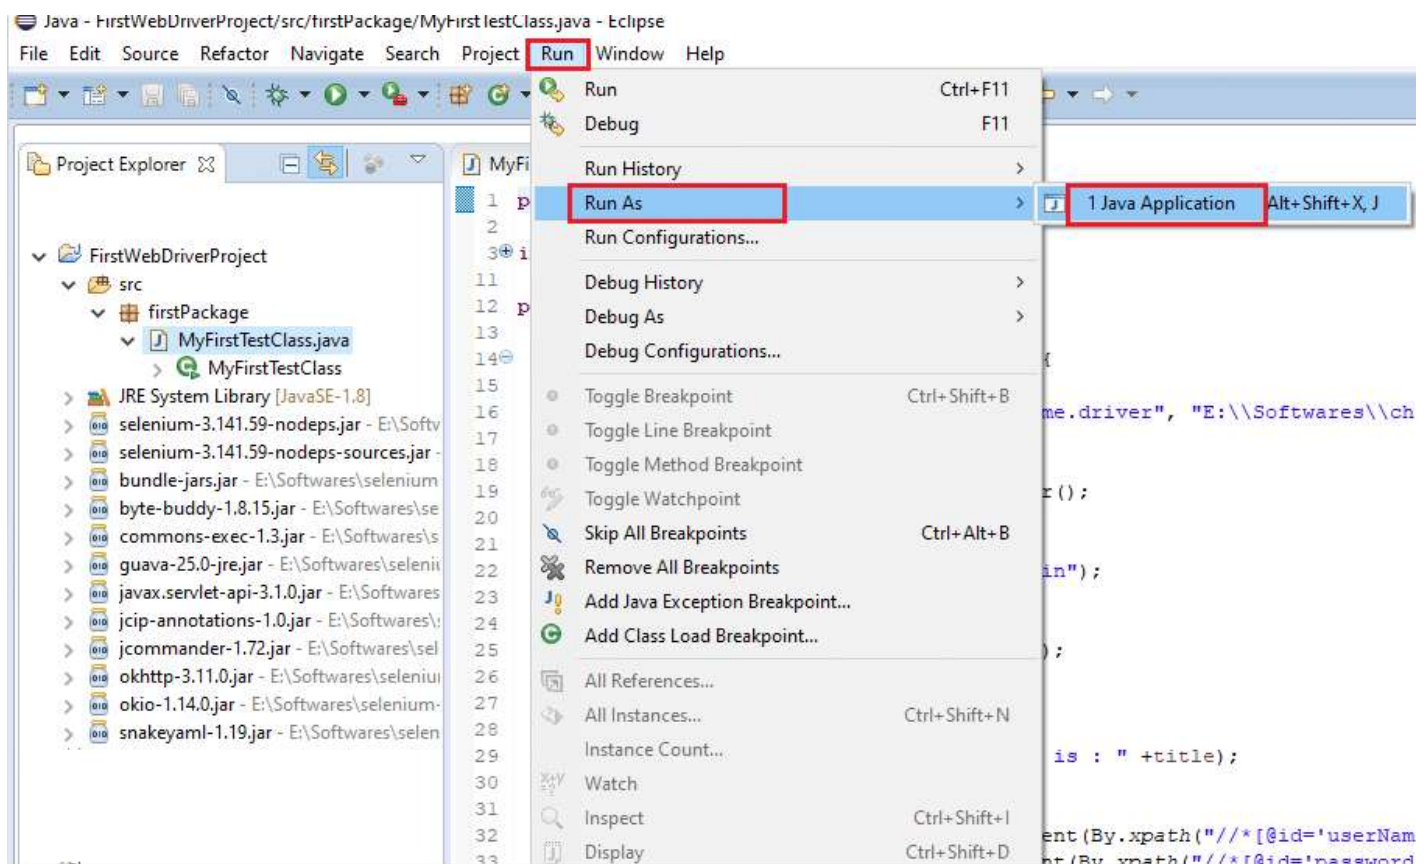 Java - FirstWebDriverProject/src/firstPackage/MyFirstTestClass.java - Eclipse
File Edit Source Refactor Navigate Search Project Run Window Help
Project Explorer
FirstWebDriverProject
src
firstPackage
MyFirstTestClass.java
MyFirstTestClass
JRE System Library [JavaSE-1.8]
selenium-3.141.59-nodeps.jar - E:\Softv
selenium-3.141.59-nodeps-sources.jar -
bundle-jars.jar - E:\Softwares\selenium
byte-buddy-1.8.15.jar - E:\Softwares\se
commons-exec-1.3.jar - E:\Softwares\s
guava-25.0-jre.jar - E:\Softwares\seleni
javax.servlet-api-3.1.0.jar - E:\Softwares
jcip-annotations-1.0.jar - E:\Softwares\
jcommander-1.72.jar - E:\Softwares\sel
okhttp-3.11.0.jar - E:\Softwares\seleniu
okio-1.14.0.jar - E:\Softwares\selenium-
snakeyaml-1.19.jar - E:\Softwares\selen
MyFi
1 p
2
3 i
11
12 p
13
14
15
16
17
18
19
20
21
22
23
24
25
26
27
28
29
30
31
32
33
Run Ctrl+F11
Debug F11
Run History
Run As
Run Configurations...
Debug History
Debug As
Debug Configurations...
Toggle Breakpoint Ctrl+Shift+B
Toggle Line Breakpoint
Toggle Method Breakpoint
Toggle Watchpoint
Skip All Breakpoints Ctrl+Alt+B
Remove All Breakpoints
Add Java Exception Breakpoint...
Add Class Load Breakpoint...
All References...
All Instances... Ctrl+Shift+N
Instance Count...
Watch
Inspect Ctrl+Shift+I
Display Ctrl+Shift+D
1 Java Application Alt+Shift+X, J
{
me.driver", "E:\\Softwares\\ch
r();
in");
);
is : " +title);
ent(By.xpath("//*[@id='userNam
nt(By.xpath("//*[@id='password